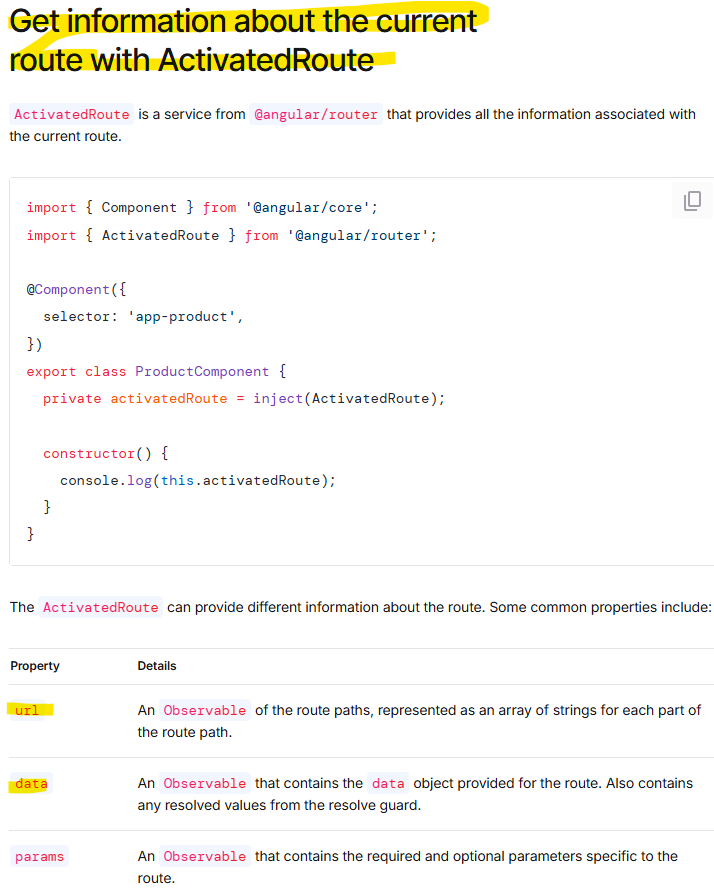 Get information about the current
route with ActivatedRoute
ActivatedRoute is a service from @angular/router that provides all the information associated with
the current route.
import { Component } from '@angular/core';
import { ActivatedRoute } from '@angular/router';
@Component({
  selector: 'app-product',
})
export class ProductComponent {
  private activatedRoute = inject(ActivatedRoute);
  constructor() {
    console.log(this.activatedRoute);
  }
}
The ActivatedRoute can provide different information about the route. Some common properties include:
Property Details
url An Observable of the route paths, represented as an array of strings for each part of
the route path.
data An Observable that contains the data object provided for the route. Also contains
any resolved values from the resolve guard.
params An Observable that contains the required and optional parameters specific to the
route.